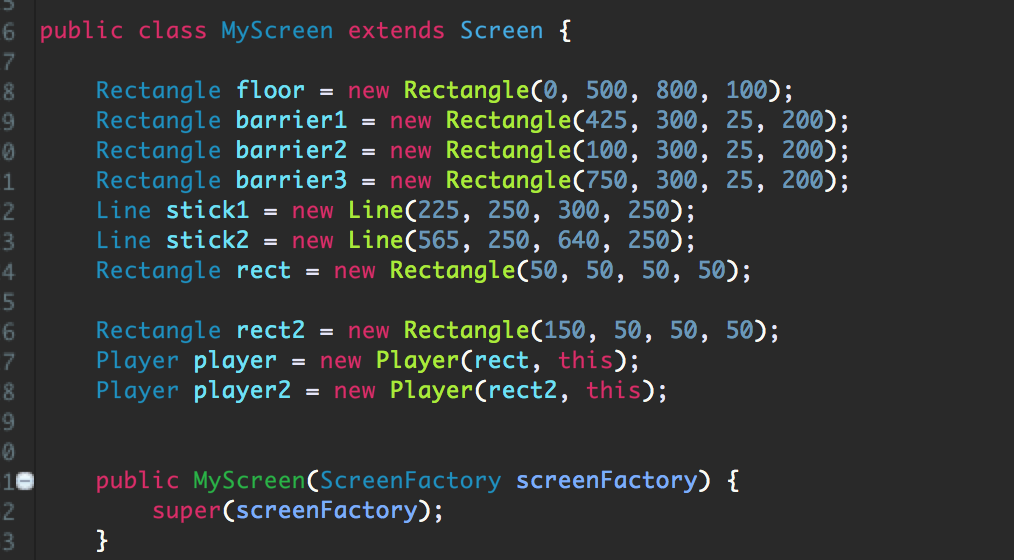 5
6 public class MyScreen extends Screen {
7
8 Rectangle floor = new Rectangle(0, 500, 800, 100);
9 Rectangle barrier1 = new Rectangle(425, 300, 25, 200);
0 Rectangle barrier2 = new Rectangle(100, 300, 25, 200);
1 Rectangle barrier3 = new Rectangle(750, 300, 25, 200);
2 Line stick1 = new Line(225, 250, 300, 250);
3 Line stick2 = new Line(565, 250, 640, 250);
4 Rectangle rect = new Rectangle(50, 50, 50, 50);
5
6 Rectangle rect2 = new Rectangle(150, 50, 50, 50);
7 Player player = new Player(rect, this);
8 Player player2 = new Player(rect2, this);
9
0
1 public MyScreen(ScreenFactory screenFactory) {
2 super(screenFactory);
3 }